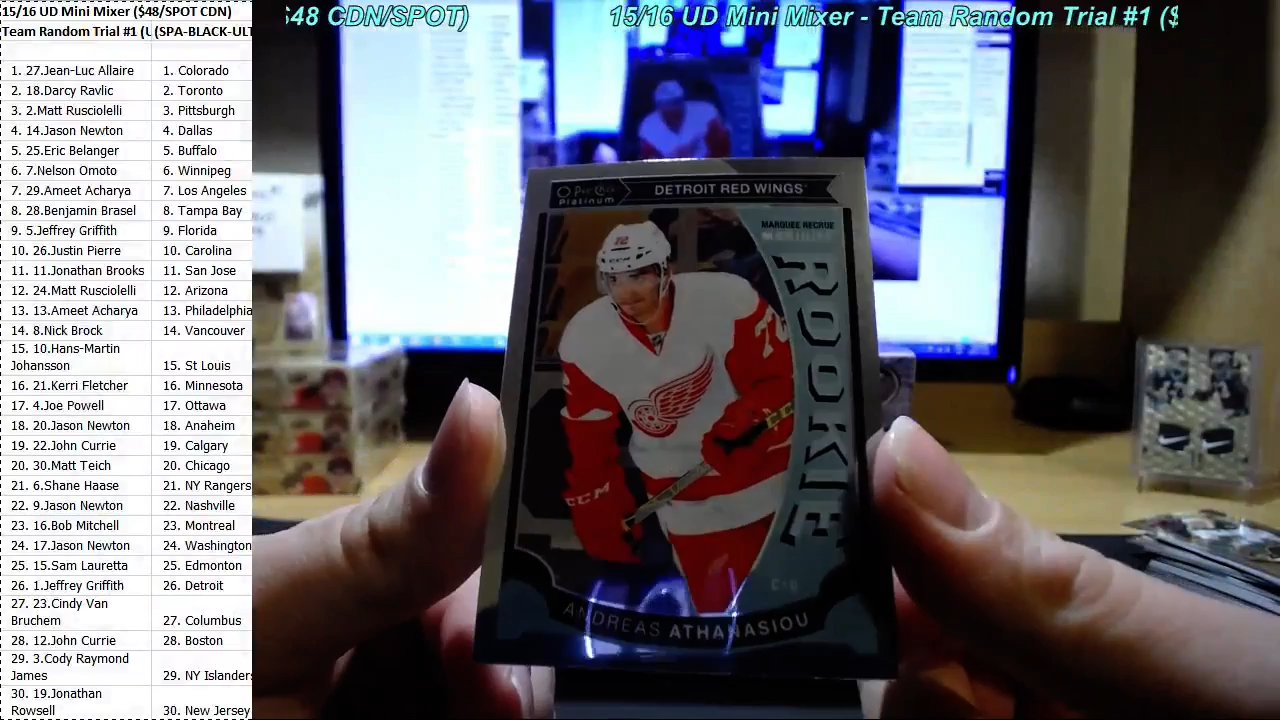 15/16 UD Mini Mixer ($48/SPOT CDN)
Team Random Trial #1 (U
(SPA-BLACK-ULT
1. 27.Jean-Luc Allaire 1. Colorado
2. 18.Darcy Ravlic 2. Toronto
3. 2.Matt Rusciolelli 3. Pittsburgh
4. 14.Jason Newton 4. Dallas
5. 25.Eric Belanger 5. Buffalo
6. 7.Nelson Omoto 6. Winnipeg
7. 29.Ameet Acharya 7. Los Angeles
8. 28.Benjamin Brasel 8. Tampa Bay
9. 5.Jeffrey Griffith 9. Florida
10. 26.Justin Pierre 10. Carolina
11. 11.Jonathan Brooks 11. San Jose
12. 24.Matt Rusciolelli 12. Arizona
13. 13.Ameet Acharya 13. Philadelphia
14. 8.Nick Brock 14. Vancouver
15. 10.Hans-Martin
Johansson 15. St Louis
16. 21.Kerri Fletcher 16. Minnesota
17. 4.Joe Powell 17. Ottawa
18. 20.Jason Newton 18. Anaheim
19. 22.John Currie 19. Calgary
20. 30.Matt Teich 20. Chicago
21. 6.Shane Haase 21. NY Rangers
22. 9.Jason Newton 22. Nashville
23. 16.Bob Mitchell 23. Montreal
24. 17.Jason Newton 24. Washington
25. 15.Sam Lauretta 25. Edmonton
26. 1.Jeffrey Griffith 26. Detroit
27. 23.Cindy Van
Bruchem 27. Columbus
28. 12.John Currie 28. Boston
29. 3.Cody Raymond
James 29. NY Islanders
30. 19.Jonathan
Rowsell 30. New Jersey
$48 CDN/SPOT)
15/16 UD Mini Mixer - Team Random Trial #1 ($
O-Pee-Chee
Platinum
DETROIT RED WINGS
MARQUEE RECRUE
ROOKIE
72
72
CCM
CCM
ANDREAS ATHANASIOU